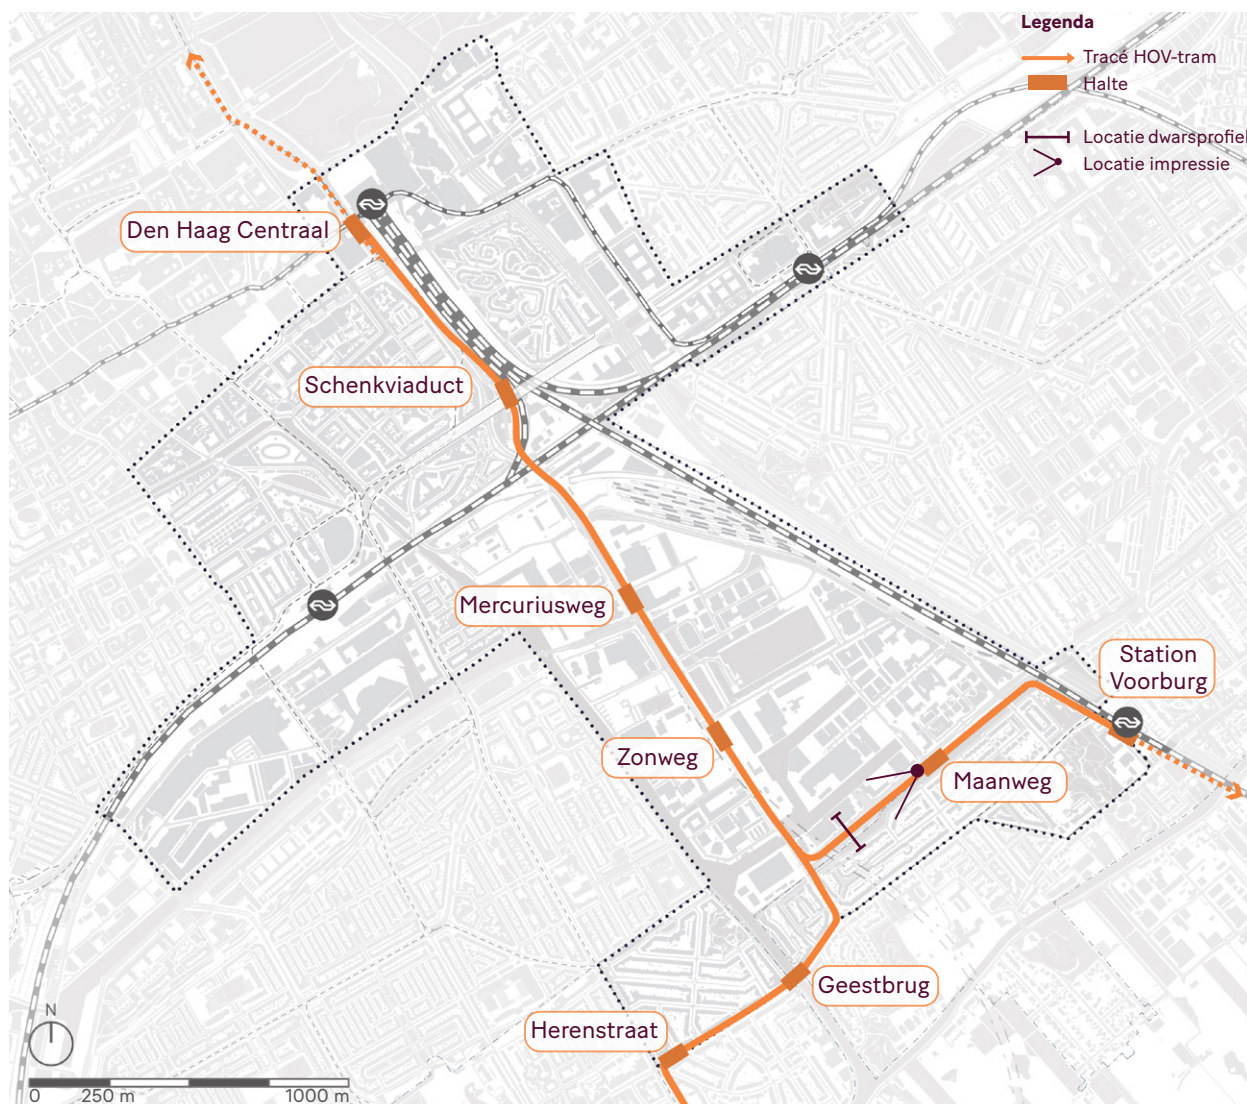 Legenda
Tracé HOV-tram
Halte
Locatie dwarsprofiel
Locatie impressie
Den Haag Centraal
Schenkviaduct
Mercuriusweg
Station
Voorburg
Zonweg
Maanweg
Geestbrug
Herenstraat
N
0 250 m 1000 m